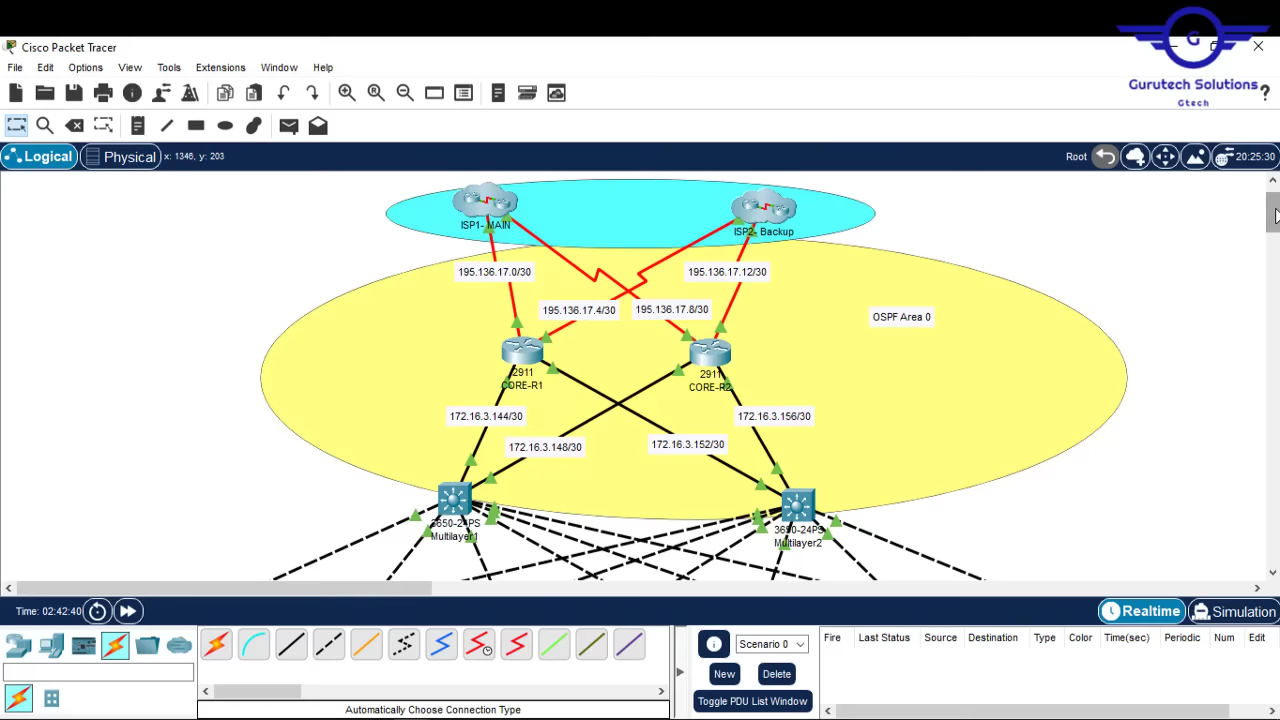 Cisco Packet Tracer
G
Gurutech Solutions
Gtech
File Edit Options View Tools Extensions Window Help
?
Logical Physical x: 1346, y: 203 Root 20:25:30
ISP1- MAIN
ISP2- Backup
195.136.17.0/30
195.136.17.12/30
195.136.17.4/30
195.136.17.8/30
OSPF Area 0
2911
CORE-R1
2911
CORE-R2
172.16.3.144/30
172.16.3.156/30
172.16.3.148/30
172.16.3.152/30
3650-24PS
Multilayer1
3650-24PS
Multilayer2
Time: 02:42:40 Realtime Simulation
Scenario 0
New Delete
Toggle PDU List Window
Fire Last Status Source Destination Type Color Time(sec) Periodic Num Edit
Automatically Choose Connection Type